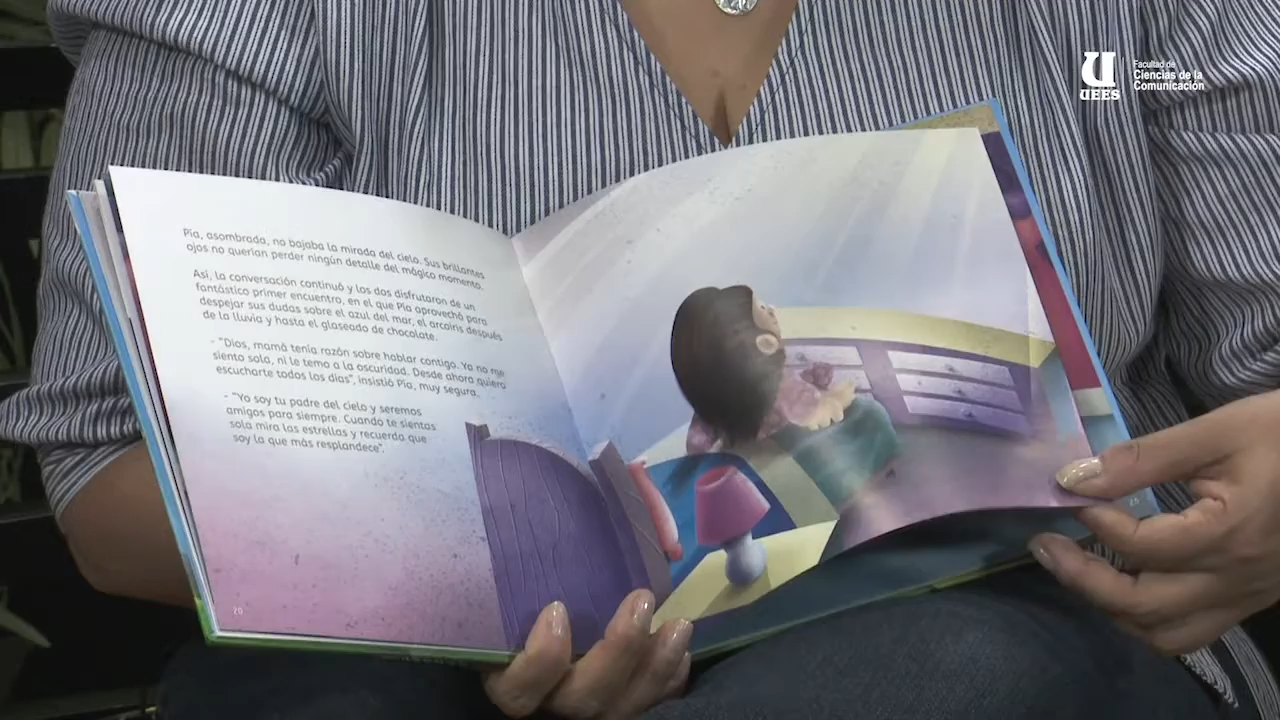 Pía, asombrada, no bajaba la mirada del cielo. Sus brillantes
ojos no querían perder ningún detalle del mágico momento.
Así, la conversación continuó y los dos disfrutaron de un
fantástico primer encuentro, en el que Pía aprovechó para
despejar sus dudas sobre el azul del mar, el arcoíris después
de la lluvia y hasta el glaseado de chocolate.
- "Dios, mamá tenía razón sobre hablar contigo. Ya no me
siento sola, ni le temo a la oscuridad. Desde ahora quiero
escucharte todos los días", insistió Pía, muy segura.
- "Yo soy tu padre del cielo y seremos
amigos para siempre. Cuando te sientas
sola mira las estrellas y recuerda que
soy la que más resplandece".
20
25
U
UEES
Facultad de
Ciencias de la
Comunicación